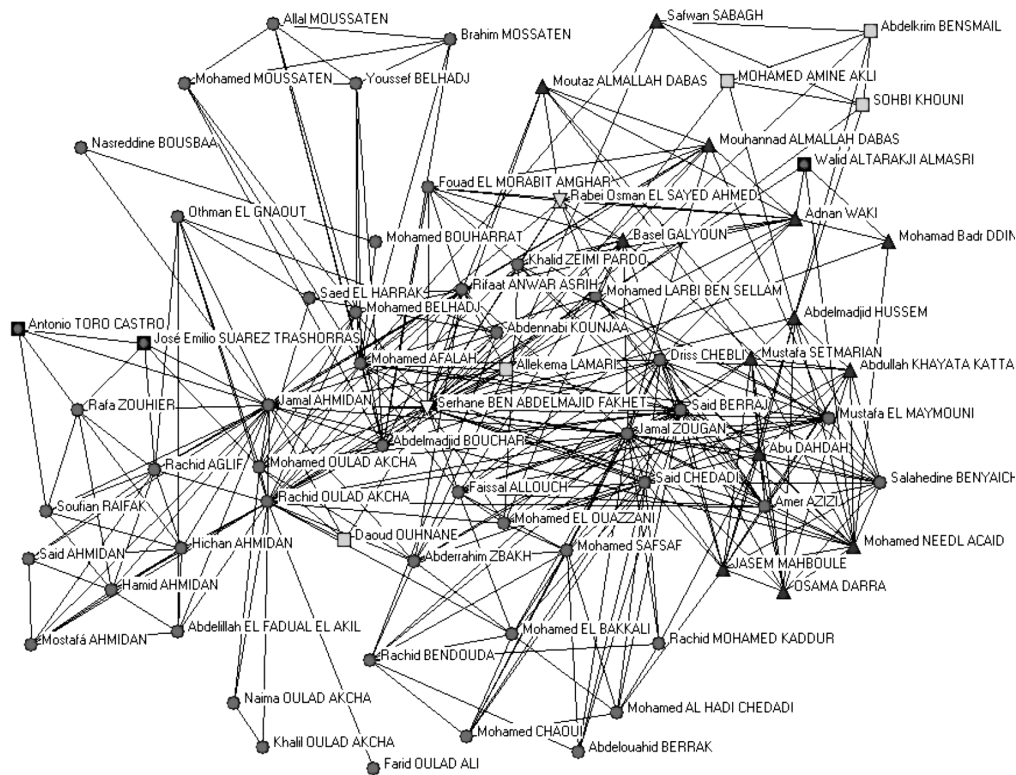 Allal MOUSSATEN
Safwan SABAGH
Abdelkrim BENSMAIL
Brahim MOSSATEN
Mohamed MOUSSATEN
Youssef BELHADJ
Moutaz ALMALLAH DABAS
MOHAMED AMINE AKLI
SOHBI KHOUNI
Nasreddine BOUSBAA
Mouhannad ALMALLAH DABAS
Walid ALTARAKJI ALMASRI
Fouad EL MORABIT AMGHAR
Rabei Osman EL SAYED AHMED
Othman EL GNAOUT
Adnan WAKI
Mohamed BOUHARRAT
Basel GALYOUN
Mohamad Badr DDIN
Khalid ZEIMI PARDO
Saed EL HARRAK
Rifaat ANWAR ASRIH
Mohamed LARBI BEN SELLAM
Mohamed BELHADJ
Abdelmadjid HUSSEM
Antonio TORO CASTRO
José Emilio SUAREZ TRASHORRAS
Abdennabi KOUNJAA
Mohamed AFALAH
Allekema LAMARI
Driss CHEBLI
Mustafa SETMARIAN
Abdullah KHAYATA KATTA
Rafa ZOUHIER
Jamal AHMIDAN
Serhane BEN ABDELMAJID FAKHET
Said BERRAJ
Mustafa EL MAYMOUNI
Abdelmadjid BOUCHAR
Jamal ZOUGAN
Abu DAHDAH
Rachid AGLIF
Mohamed OULAD AKCHA
Said CHEDADI
Salahedine BENYAICH
Faissal ALLOUCH
Rachid OULAD AKCHA
Soufian RAIFAK
Amer AZIZI
Mohamed EL OUAZZANI
Daoud OUHNANE
Hichan AHMIDAN
Said AHMIDAN
Abderrahim ZBAKH
Mohamed SAFSAF
Mohamed NEEDL ACAID
JASEM MAHBOULE
Hamid AHMIDAN
OSAMA DARRA
Mostafá AHMIDAN
Abdelillah EL FADUAL EL AKIL
Mohamed EL BAKKALI
Rachid MOHAMED KADDUR
Rachid BENDOUDA
Naima OULAD AKCHA
Mohamed AL HADI CHEDADI
Mohamed CHAOUI
Khalil OULAD AKCHA
Abdelouahid BERRAK
Farid OULAD ALI